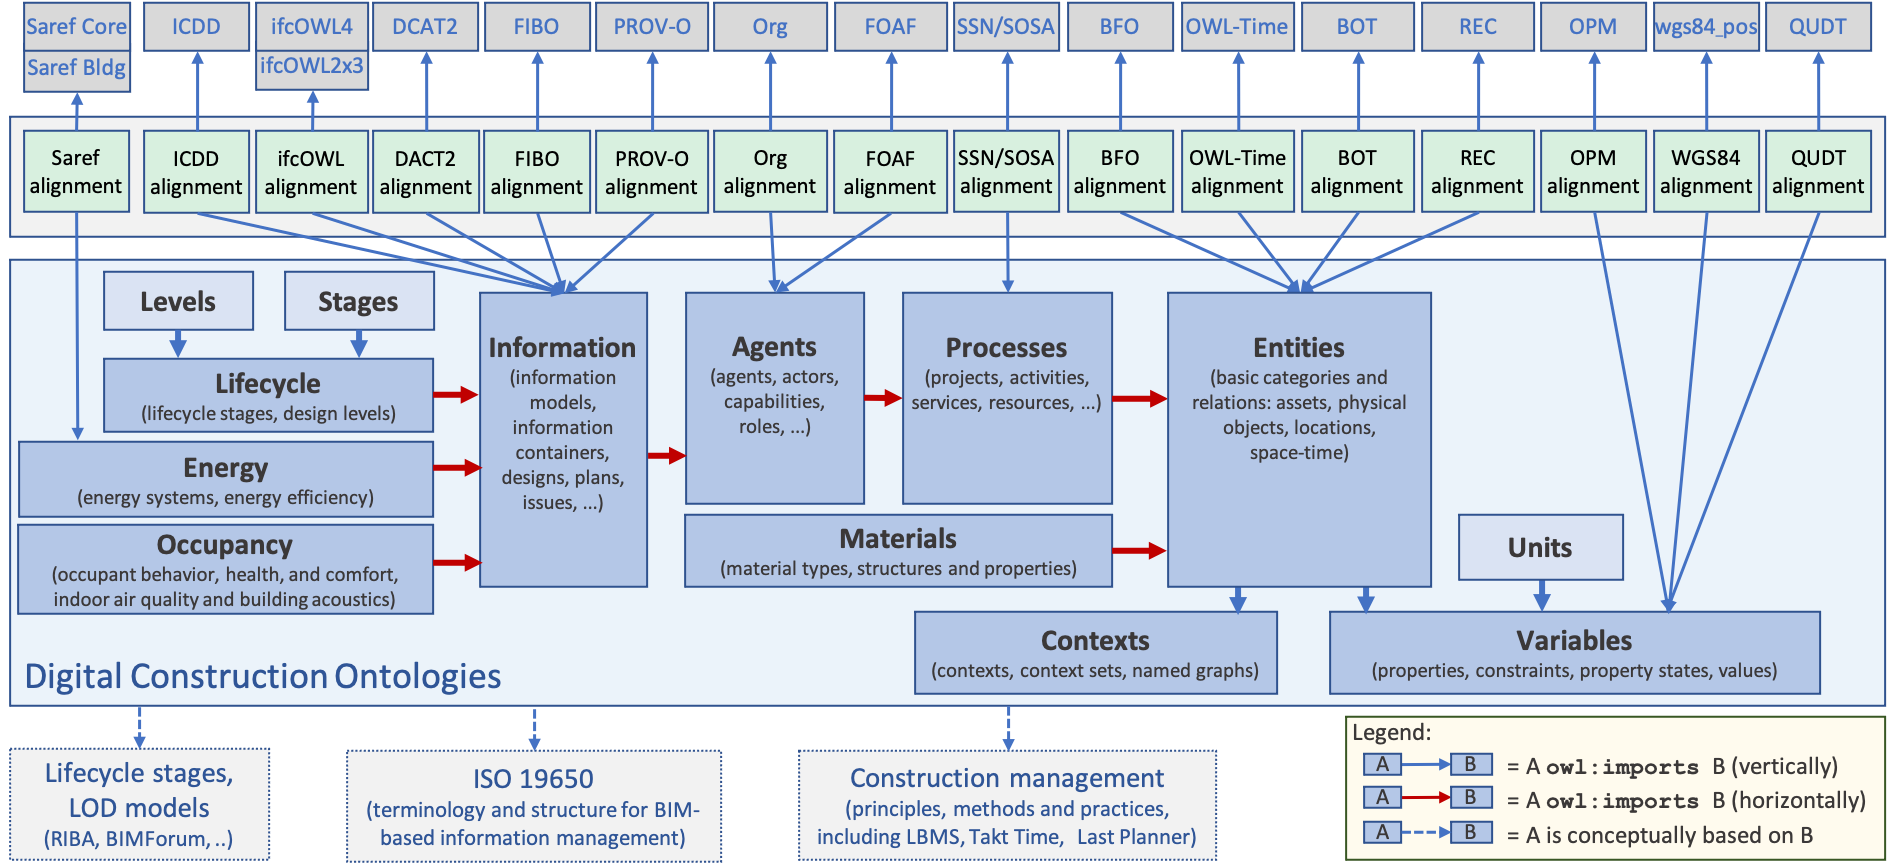 Saref Core
ICDD
ifcOWL4
DCAT2
FIBO
PROV-O
Org
FOAF
SSN/SOSA
BFO
OWL-Time
BOT
REC
OPM
wgs84_pos
QUDT
Saref Bldg
ifcOWL2x3
Saref
alignment
ICDD
alignment
ifcOWL
alignment
DACT2
alignment
FIBO
alignment
PROV-O
alignment
Org
alignment
FOAF
alignment
SSN/SOSA
alignment
BFO
alignment
OWL-Time
alignment
BOT
alignment
REC
alignment
OPM
alignment
WGS84
alignment
QUDT
alignment
Levels
Stages
Lifecycle
(lifecycle stages, design levels)
Energy
(energy systems, energy efficiency)
Occupancy
(occupant behavior, health, and comfort,
indoor air quality and building acoustics)
Information
(information
models,
information
containers,
designs, plans,
issues, ...)
Agents
(agents, actors,
capabilities,
roles, ...)
Processes
(projects, activities,
services, resources, ...)
Entities
(basic categories and
relations: assets, physical
objects, locations,
space-time)
Materials
(material types, structures and properties)
Units
Contexts
(contexts, context sets, named graphs)
Variables
(properties, constraints, property states, values)
Digital Construction Ontologies
Lifecycle stages,
LOD models
(RIBA, BIMForum, ..)
ISO 19650
(terminology and structure for BIM-
based information management)
Construction management
(principles, methods and practices,
including LBMS, Takt Time, Last Planner)
Legend:
A B = A owl:imports B (vertically)
A B = A owl:imports B (horizontally)
A B = A is conceptually based on B